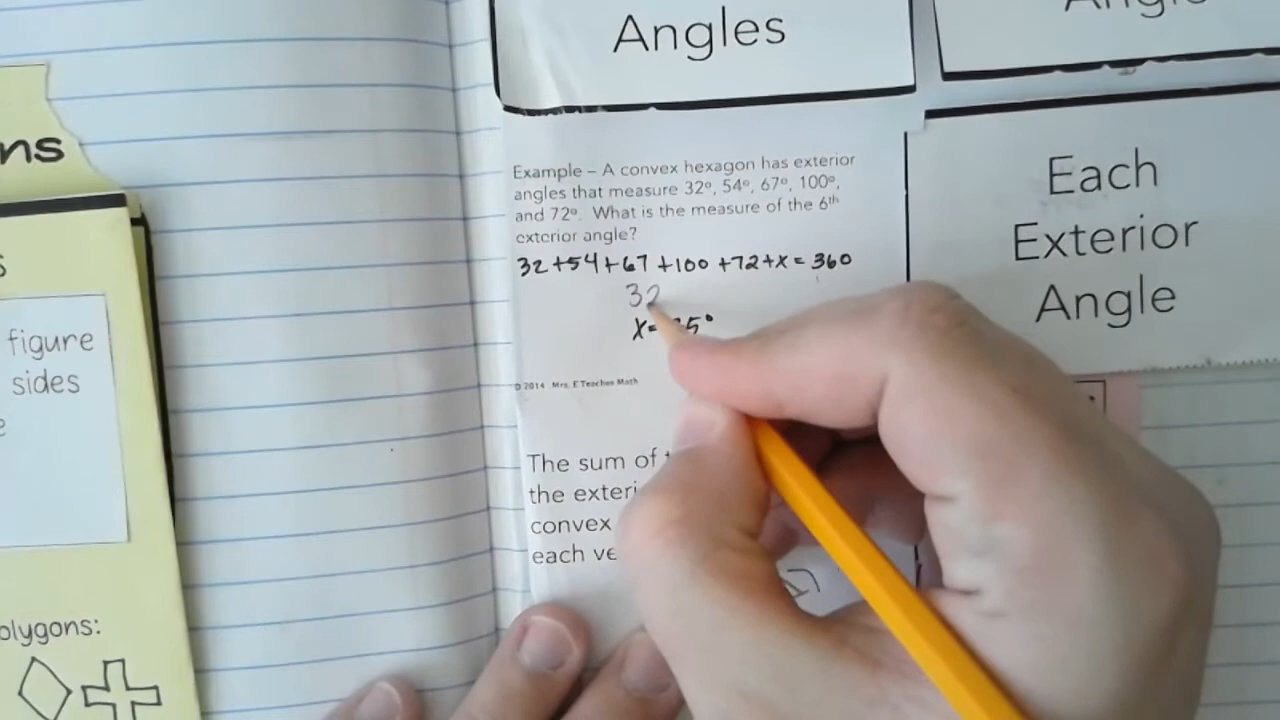 Angles
ns
Example – A convex hexagon has exterior
angles that measure 32º, 54º, 67º, 100º,
and 72º. What is the measure of the 6th
exterior angle?
32+54+67+100+72+x=360
32
x= 5°
© 2014 Mrs. E Teaches Math
Each
Exterior
Angle
figure
sides
The sum of
the exteri
convex
each ve
olygons: